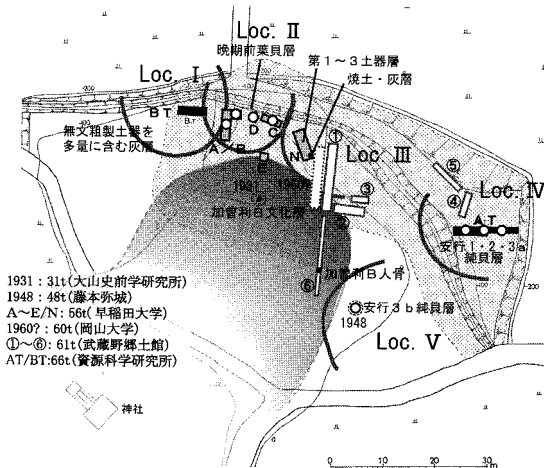 Loc. II
晩期前葉貝層
第1〜3土器層
焼土・灰層
Loc. I
BT
B.T
無文粗製土器を
多量に含む灰層
A
B
D
C
E
N
①
Loc. III
⑤
1931
1960?
③
④
Loc. IV
加曽利B文化層
②
A.T
安行1・2・3a
純貝層
加曽利B人骨
⑥
安行3b純貝層
1948
Loc. V
1931:31t(大山史前学研究所)
1948:48t(藤本弥城)
A〜E/N:56t(早稲田大学)
1960?:60t(岡山大学)
①〜⑥:61t(武蔵野郷土館)
AT/BT:66t(資源科学研究所)
神社
0 10 20 30
m